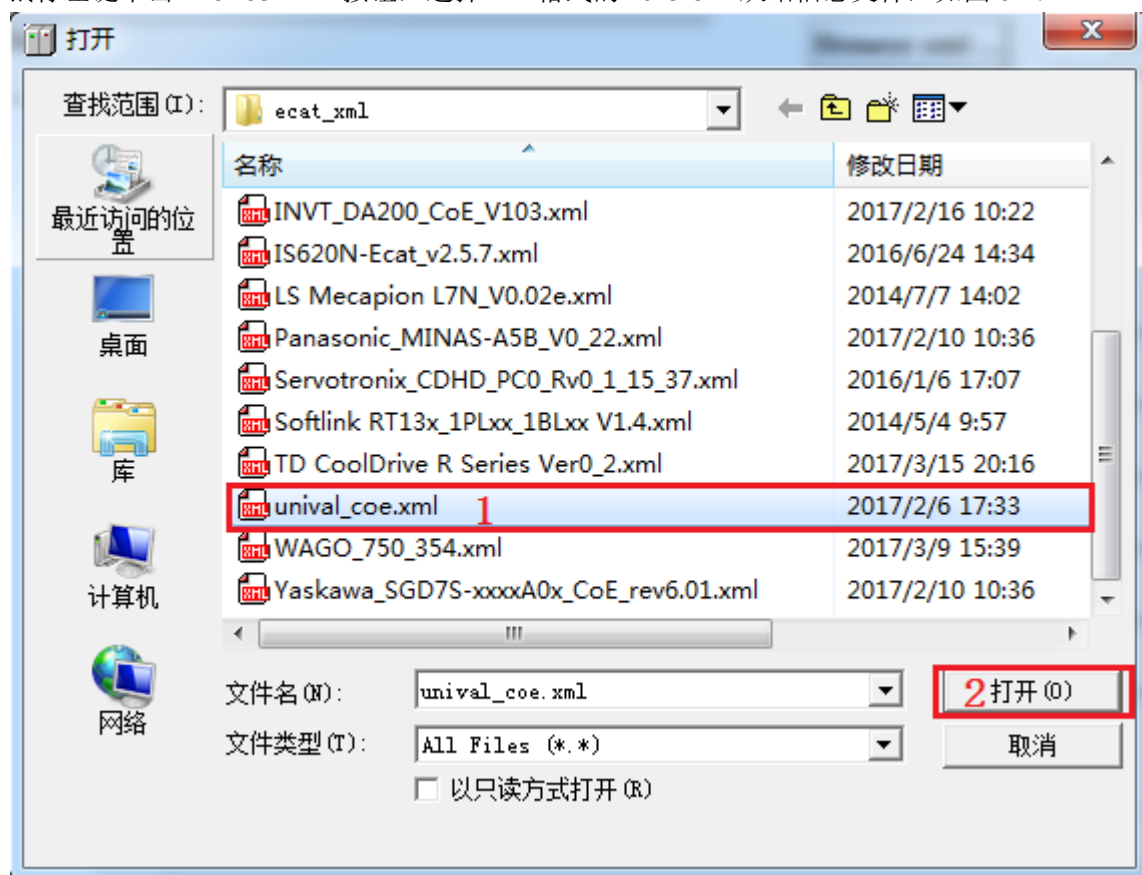 打开
查找范围(I):
ecat_xml
名称
修改日期
最近访问的位置
桌面
库
计算机
网络
INVT_DA200_CoE_V103.xml 2017/2/16 10:22
IS620N-Ecat_v2.5.7.xml 2016/6/24 14:34
LS Mecapion L7N_V0.02e.xml 2014/7/7 14:02
Panasonic_MINAS-A5B_V0_22.xml 2017/2/10 10:36
Servotronix_CDHD_PC0_Rv0_1_15_37.xml 2016/1/6 17:07
Softlink RT13x_1PLxx_1BLxx V1.4.xml 2014/5/4 9:57
TD CoolDrive R Series Ver0_2.xml 2017/3/15 20:16
unival_coe.xml 1 2017/2/6 17:33
WAGO_750_354.xml 2017/3/9 15:39
Yaskawa_SGD7S-xxxxA0x_CoE_rev6.01.xml 2017/2/10 10:36
文件名(N): unival_coe.xml 2 打开(O)
文件类型(T): All Files (*.*) 取消
以只读方式打开(R)